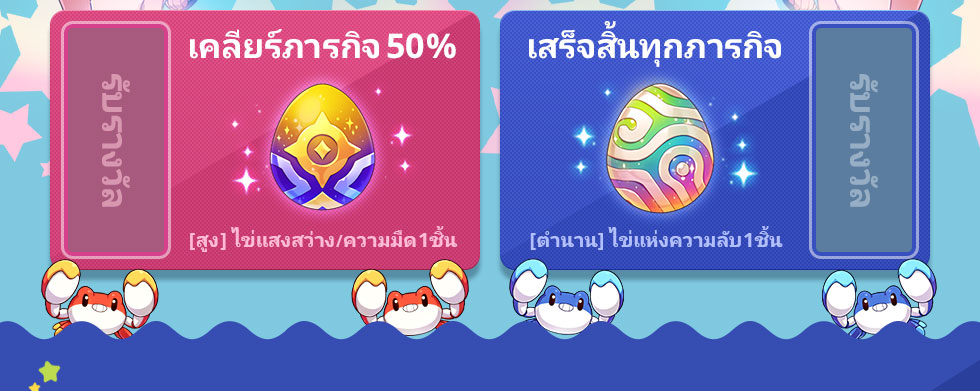 เคลียร์ภารกิจ 50%
รับรางวัล
[สูง] ไข่แสงสว่าง/ความมืด 1ชิ้น
เสร็จสิ้นทุกภารกิจ
รับรางวัล
[ตำนาน] ไข่แห่งความลับ 1ชิ้น